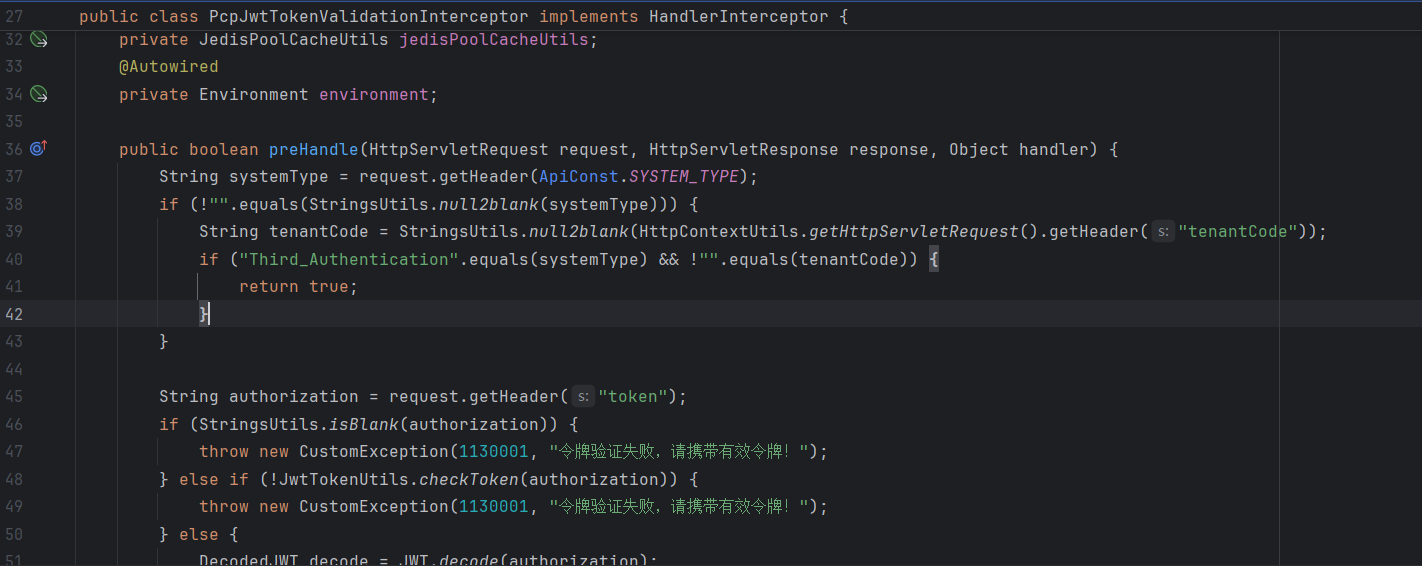 27 public class PcpJwtTokenValidationInterceptor implements HandlerInterceptor {
32 private JedisPoolCacheUtils jedisPoolCacheUtils;
33 @Autowired
34 private Environment environment;
35
36 public boolean preHandle(HttpServletRequest request, HttpServletResponse response, Object handler) {
37 String systemType = request.getHeader(ApiConst.SYSTEM_TYPE);
38 if (!"".equals(StringsUtils.null2blank(systemType))) {
39 String tenantCode = StringsUtils.null2blank(HttpContextUtils.getHttpServletRequest().getHeader( s: "tenantCode"));
40 if ("Third_Authentication".equals(systemType) && !"".equals(tenantCode)) {
41 return true;
42 }
43 }
44
45 String authorization = request.getHeader( s: "token");
46 if (StringsUtils.isBlank(authorization)) {
47 throw new CustomException(1130001, "令牌验证失败，请携带有效令牌！");
48 } else if (!JwtTokenUtils.checkToken(authorization)) {
49 throw new CustomException(1130001, "令牌验证失败，请携带有效令牌！");
50 } else {
51 DecodedJWT decode = JWT.decode(authorization);